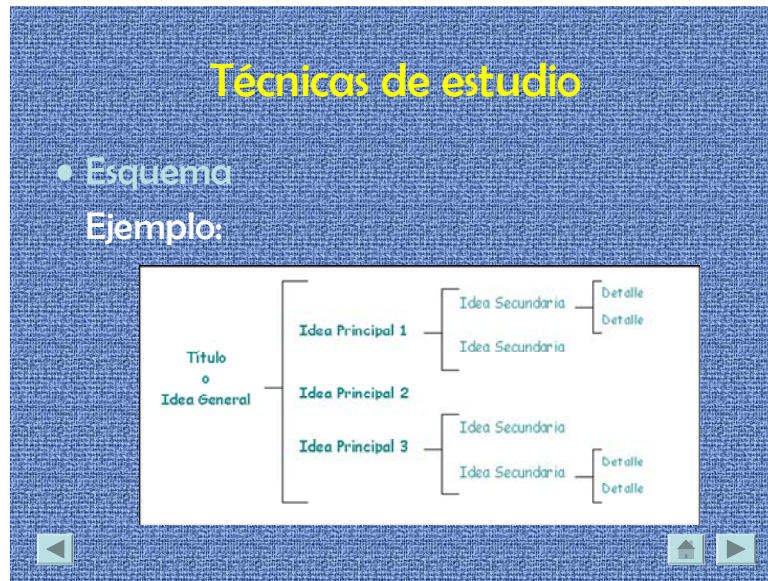 Técnicas de estudio
• Esquema
Ejemplo:
Título
o
Idea General
Idea Principal 1
Idea Secundaria
Detalle
Detalle
Idea Secundaria
Idea Principal 2
Idea Principal 3
Idea Secundaria
Idea Secundaria
Detalle
Detalle